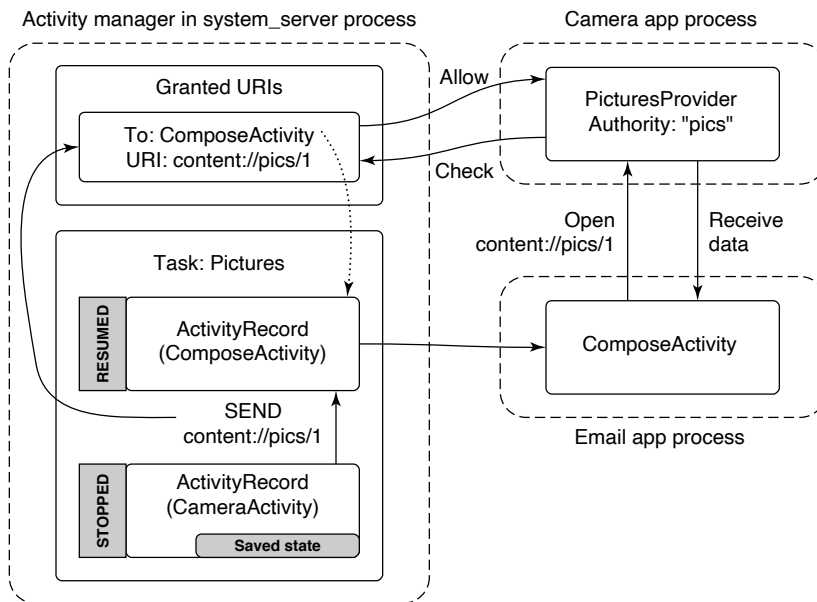 Activity manager in system_server process
Camera app process
Granted URIs
To: ComposeActivity
URI: content://pics/1
Allow
Check
PicturesProvider
Authority: "pics"
Open
content://pics/1
Receive
data
Task: Pictures
RESUMED
ActivityRecord
(ComposeActivity)
ComposeActivity
SEND
content://pics/1
Email app process
STOPPED
ActivityRecord
(CameraActivity)
Saved state